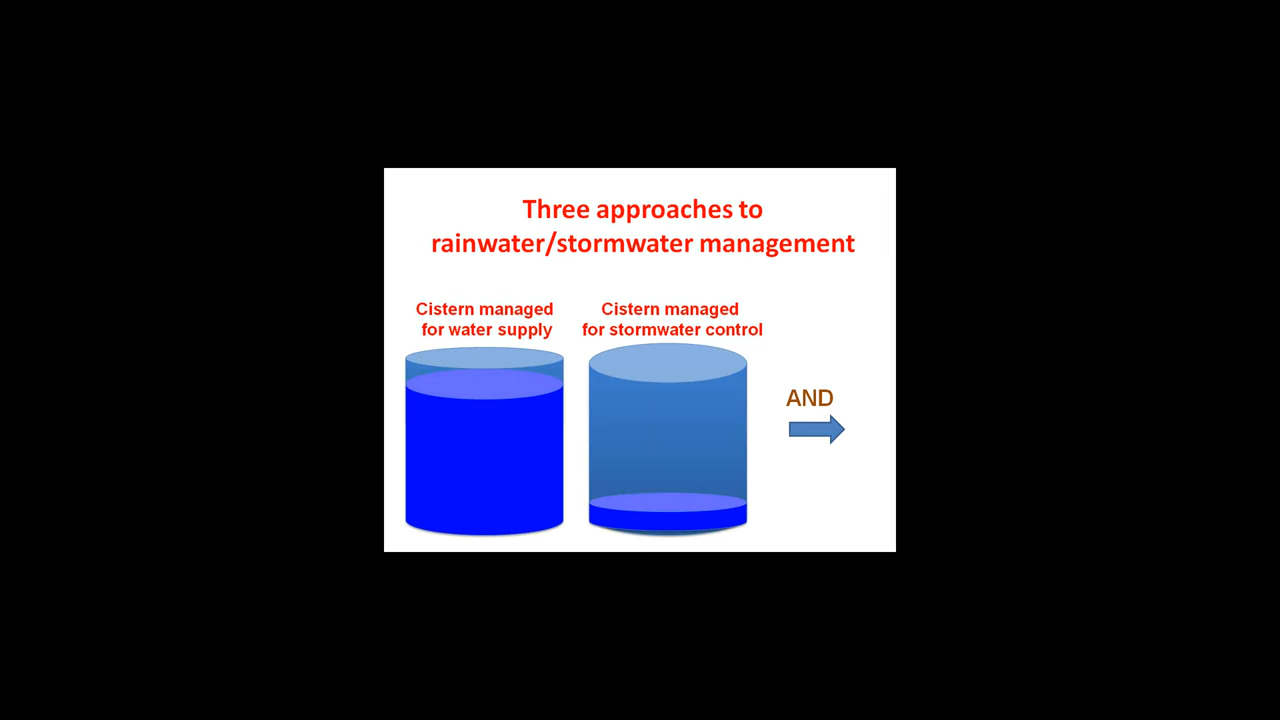 Three approaches to
rainwater/stormwater management
Cistern managed
for water supply
Cistern managed
for stormwater control
AND